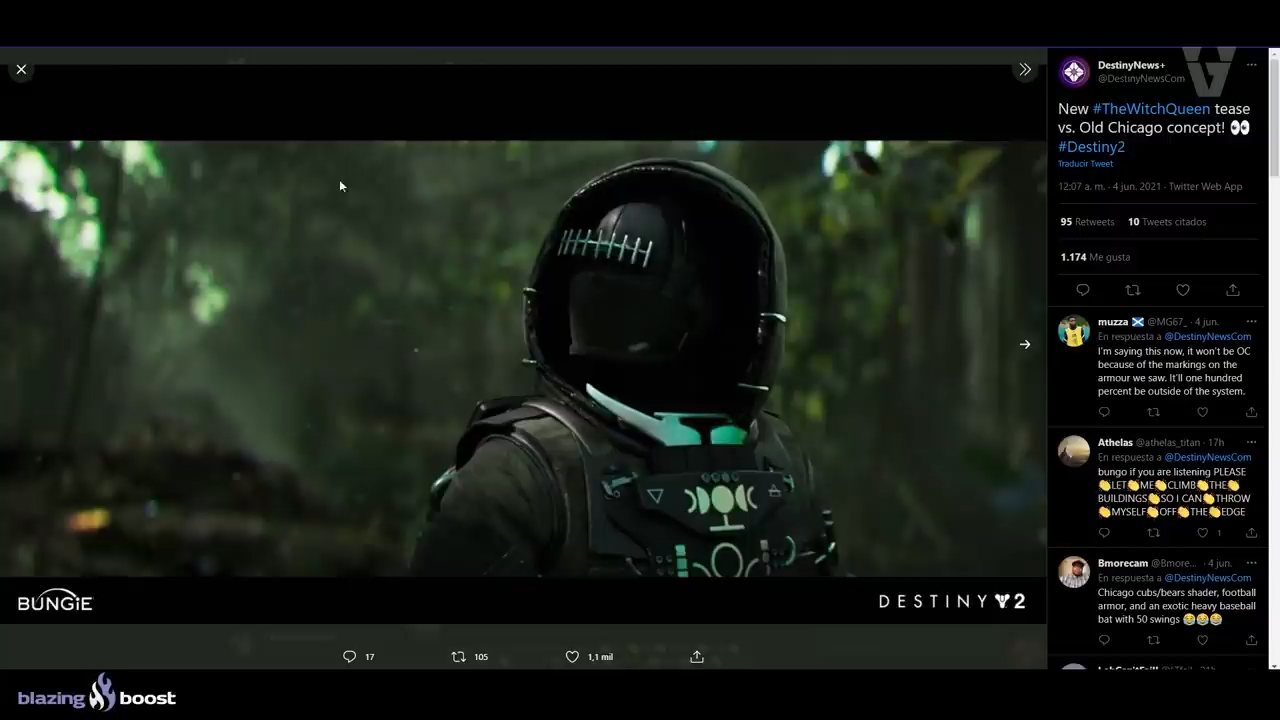 DestinyNews+
@DestinyNewsCom
New #TheWitchQueen tease
vs. Old Chicago concept! 👀
#Destiny2
Traducir Tweet
12:07 a. m. · 4 jun. 2021 · Twitter Web App
95 Retweets 10 Tweets citados
1.174 Me gusta
muzza 🏴󠁧󠁢󠁳󠁣󠁴󠁿 @MG67_ · 4 jun.
En respuesta a @DestinyNewsCom
I'm saying this now, it won't be OC
because of the markings on the
armour we saw. It'll one hundred
percent be outside of the system.
Athelas @athelas_titan · 17h
En respuesta a @DestinyNewsCom
bungo if you are listening PLEASE
👏LET👏ME👏CLIMB👏THE👏
BUILDINGS👏SO I CAN👏THROW
👏MYSELF👏OFF👏THE👏EDGE
1
Bmorecam @Bmore... · 4 jun.
En respuesta a @DestinyNewsCom
Chicago cubs/bears shader, football
armor, and an exotic heavy baseball
bat with 50 swings 😂😂😂
BUNGiE
DESTINY 2
17 105 1,1 mil
blazing boost